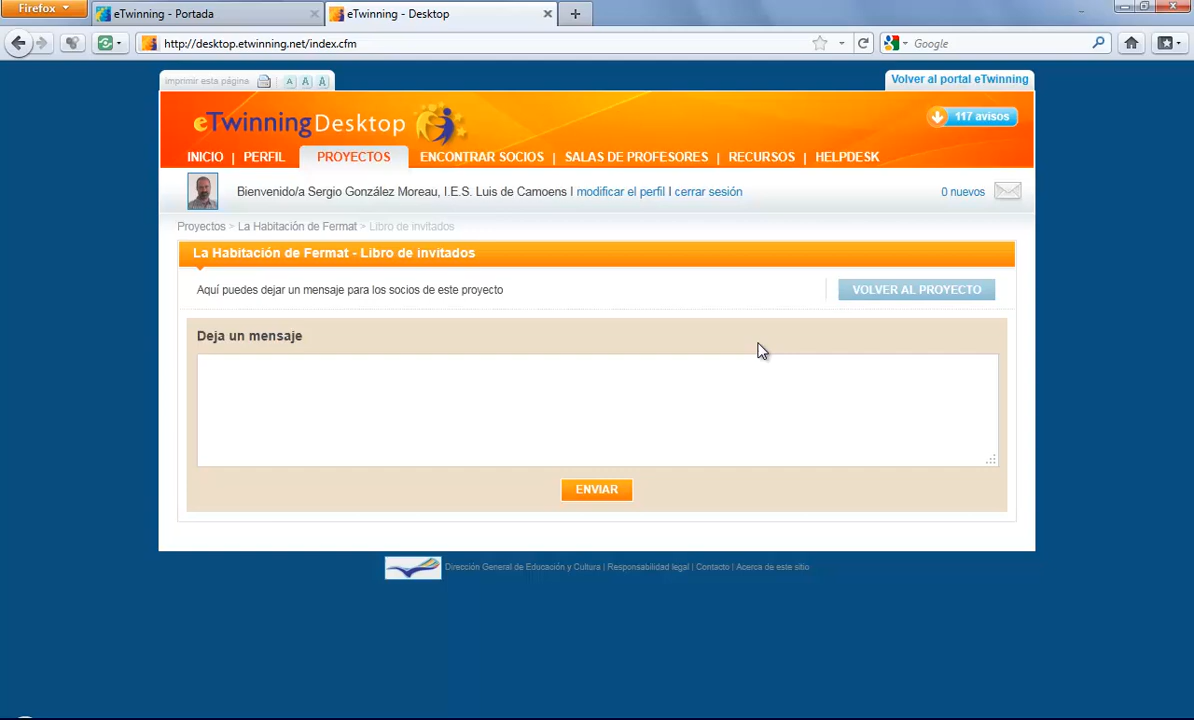 Firefox
eTwinning - Portada
eTwinning - Desktop
http://desktop.etwinning.net/index.cfm
Google
imprimir esta página | A A A
Volver al portal eTwinning
eTwinning Desktop
117 avisos
INICIO | PERFIL PROYECTOS ENCONTRAR SOCIOS | SALAS DE PROFESORES | RECURSOS | HELPDESK
Bienvenido/a Sergio González Moreau, I.E.S. Luis de Camoens I modificar el perfil I cerrar sesión
0 nuevos
Proyectos > La Habitación de Fermat > Libro de invitados
La Habitación de Fermat - Libro de invitados
Aquí puedes dejar un mensaje para los socios de este proyecto
VOLVER AL PROYECTO
Deja un mensaje
ENVIAR
Dirección General de Educación y Cultura | Responsabilidad legal | Contacto | Acerca de este sitio